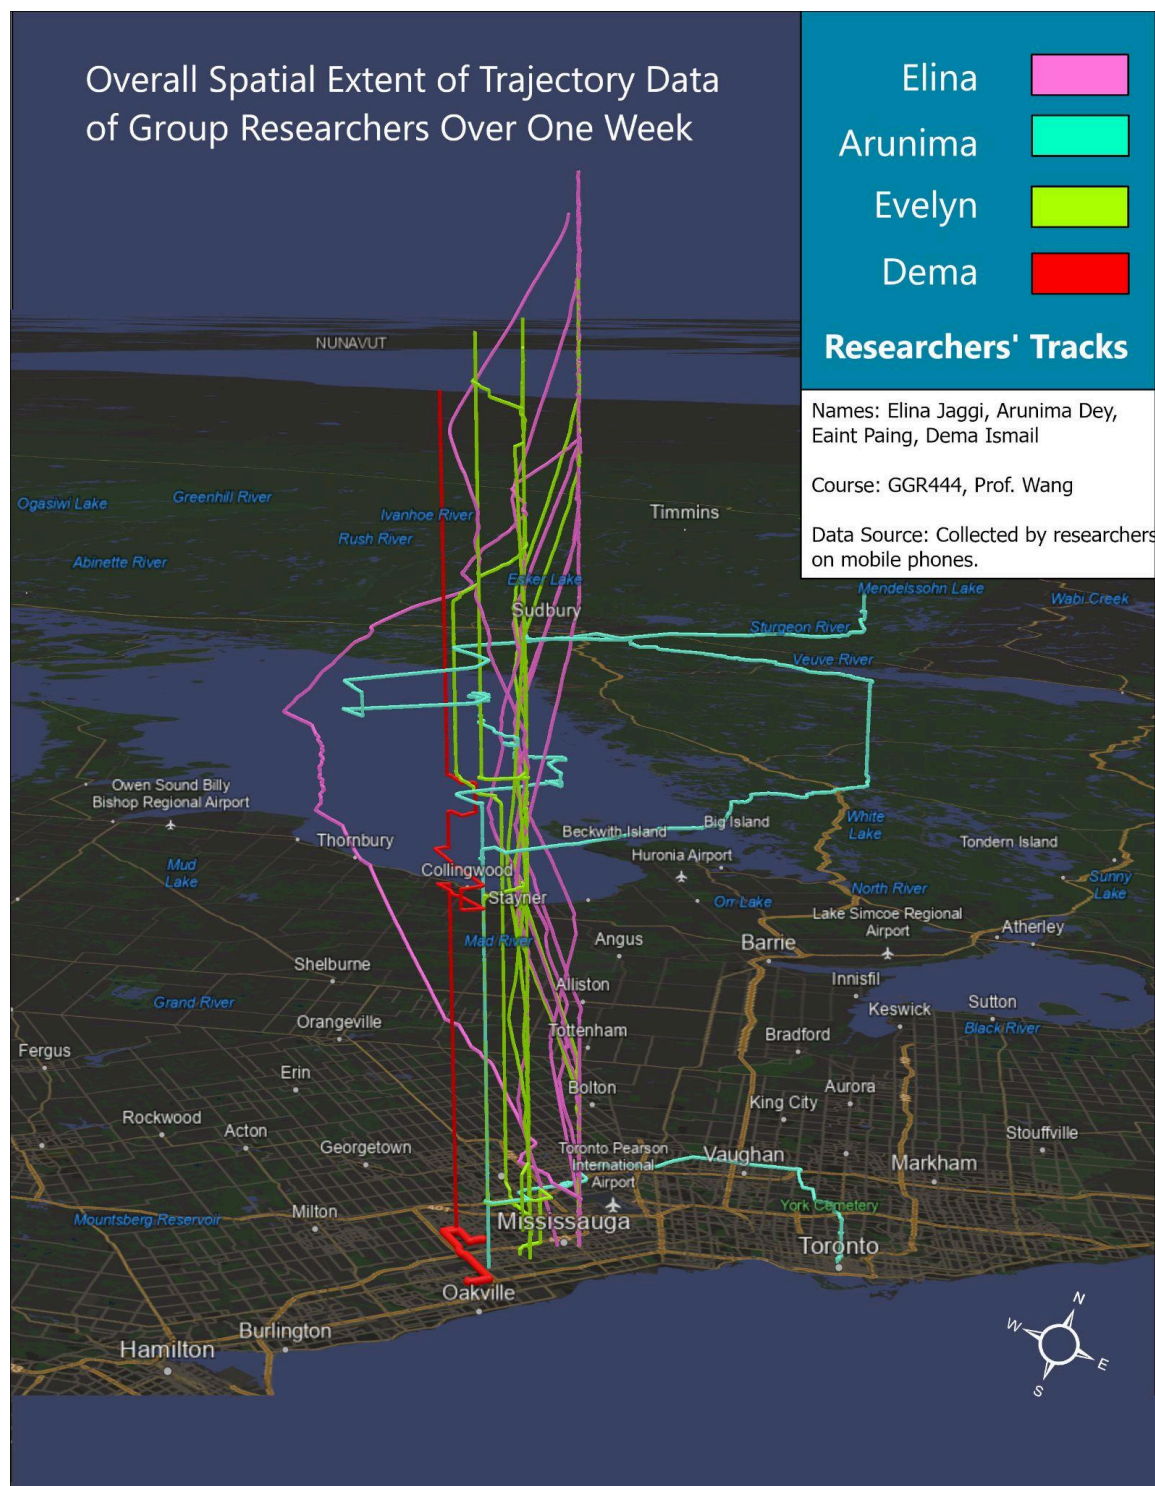 Overall Spatial Extent of Trajectory Data
of Group Researchers Over One Week
Elina
Arunima
Evelyn
Dema
Researchers' Tracks
Names: Elina Jaggi, Arunima Dey,
Eaint Paing, Dema Ismail
Course: GGR444, Prof. Wang
Data Source: Collected by researchers
on mobile phones.
NUNAVUT
Ogasiwi Lake
Greenhill River
Ivanhoe River
Timmins
Rush River
Abinette River
Esker Lake
Mendelssohn Lake
Wabi Creek
Sudbury
Sturgeon River
Veuve River
Owen Sound Billy
Bishop Regional Airport
Thornbury
Beckwith Island
Big Island
White
Lake
Tondern Island
Mud
Lake
Collingwood
Huronia Airport
Sunny
Lake
North River
Stayner
Orr Lake
Lake Simcoe Regional
Airport
Atherley
Mad River
Angus
Barrie
Shelburne
Alliston
Innisfil
Grand River
Keswick
Sutton
Orangeville
Tottenham
Bradford
Black River
Fergus
Erin
Bolton
Aurora
King City
Rockwood
Acton
Georgetown
Toronto Pearson
International
Airport
Vaughan
Stouffville
Markham
Milton
Mountsberg Reservoir
401
York Cemetery
Mississauga
Toronto
Oakville
Burlington
Hamilton
N
W
E
S